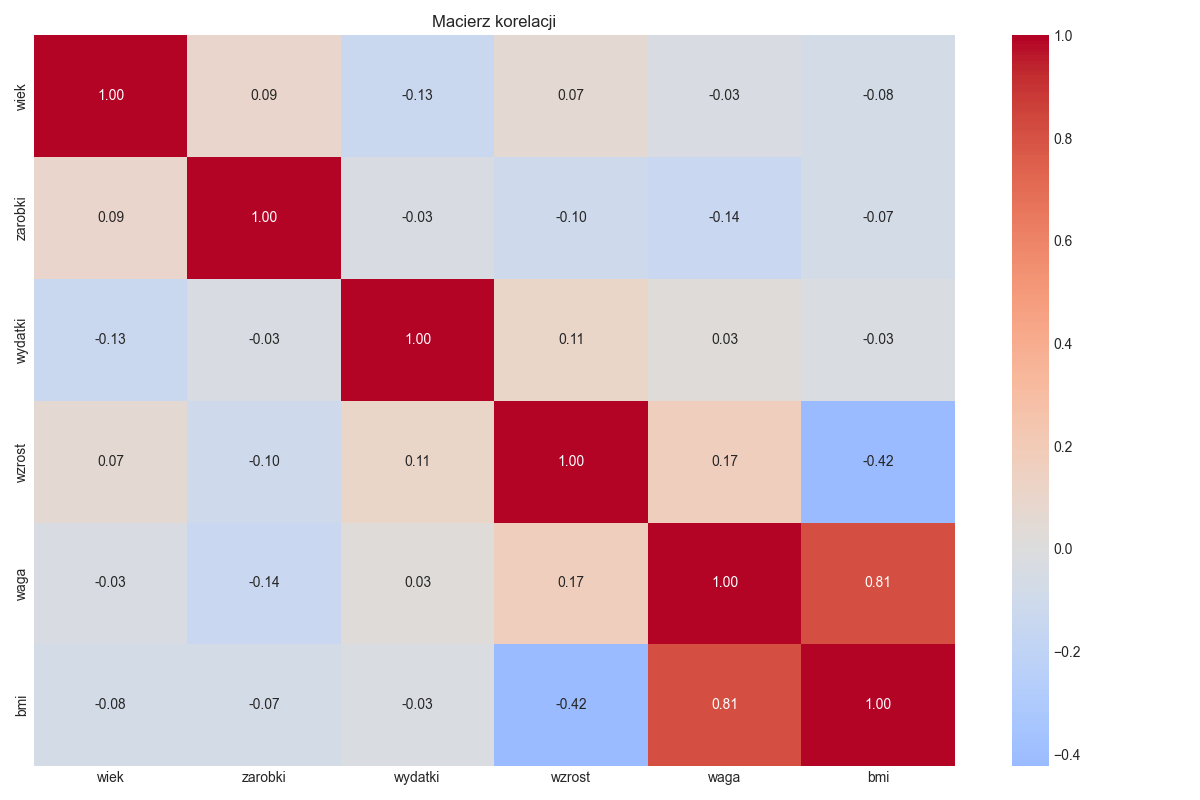 Macierz korelacji
wiek 1.00 0.09 -0.13 0.07 -0.03 -0.08
zarobki 0.09 1.00 -0.03 -0.10 -0.14 -0.07
wydatki -0.13 -0.03 1.00 0.11 0.03 -0.03
wzrost 0.07 -0.10 0.11 1.00 0.17 -0.42
waga -0.03 -0.14 0.03 0.17 1.00 0.81
bmi -0.08 -0.07 -0.03 -0.42 0.81 1.00
wiek zarobki wydatki wzrost waga bmi
1.0
0.8
0.6
0.4
0.2
0.0
−0.2
−0.4